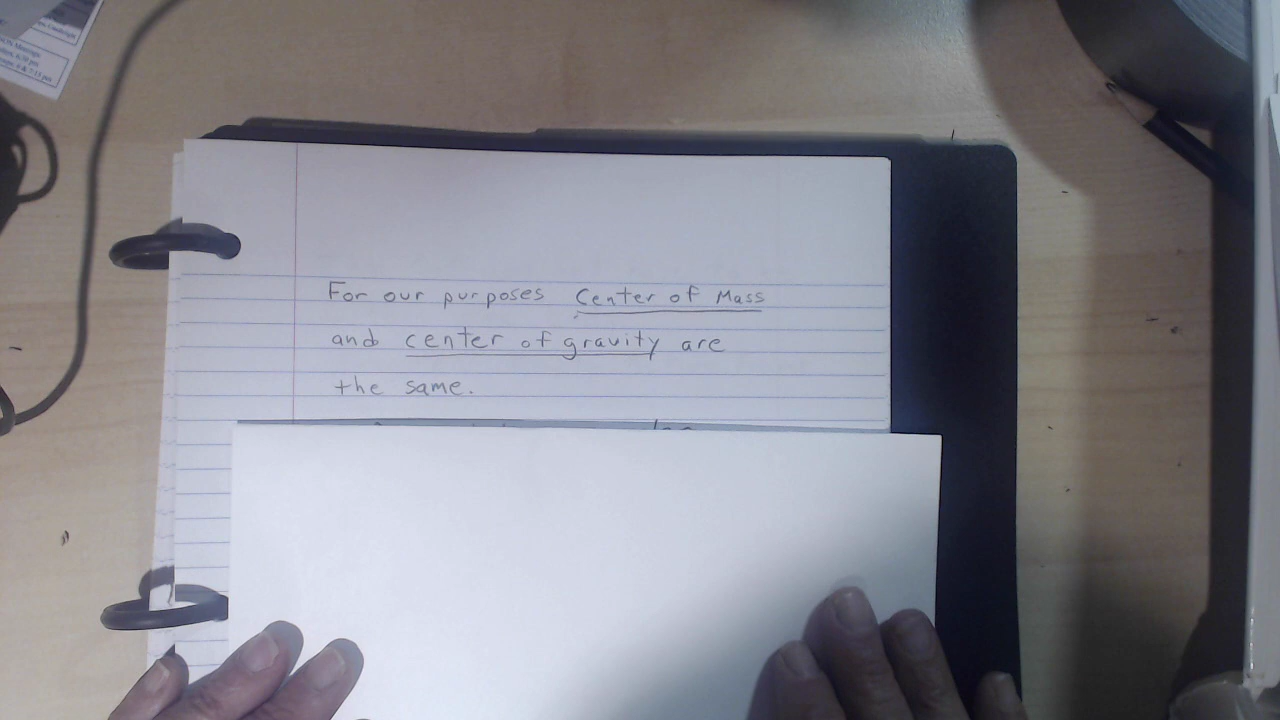 For our purposes Center of Mass
and center of gravity are
the same.